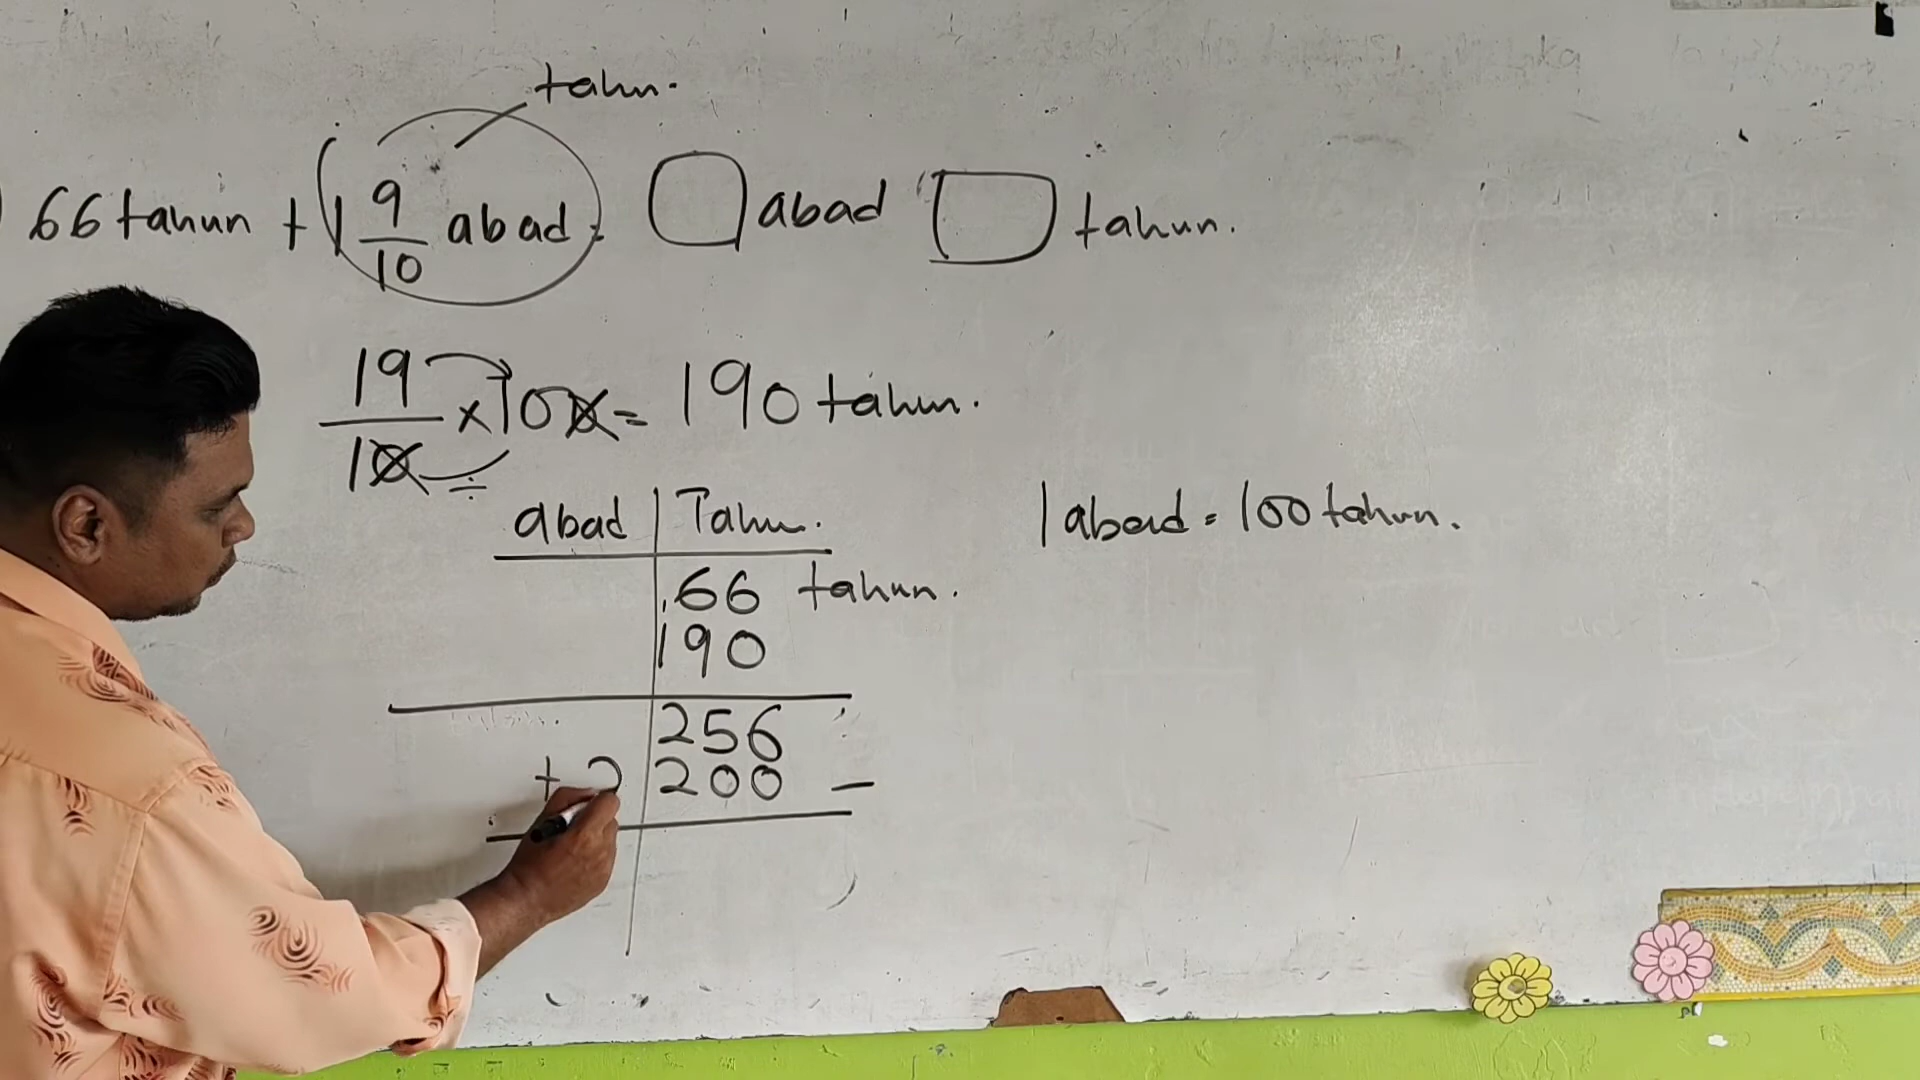 tahun.
66 tahun + 1 9/10 abad = abad tahun.
19/10 × 100 = 190 tahun.
÷
abad Tahun.
1 abad = 100 tahun.
66 tahun.
190
256
+ 2 200 -